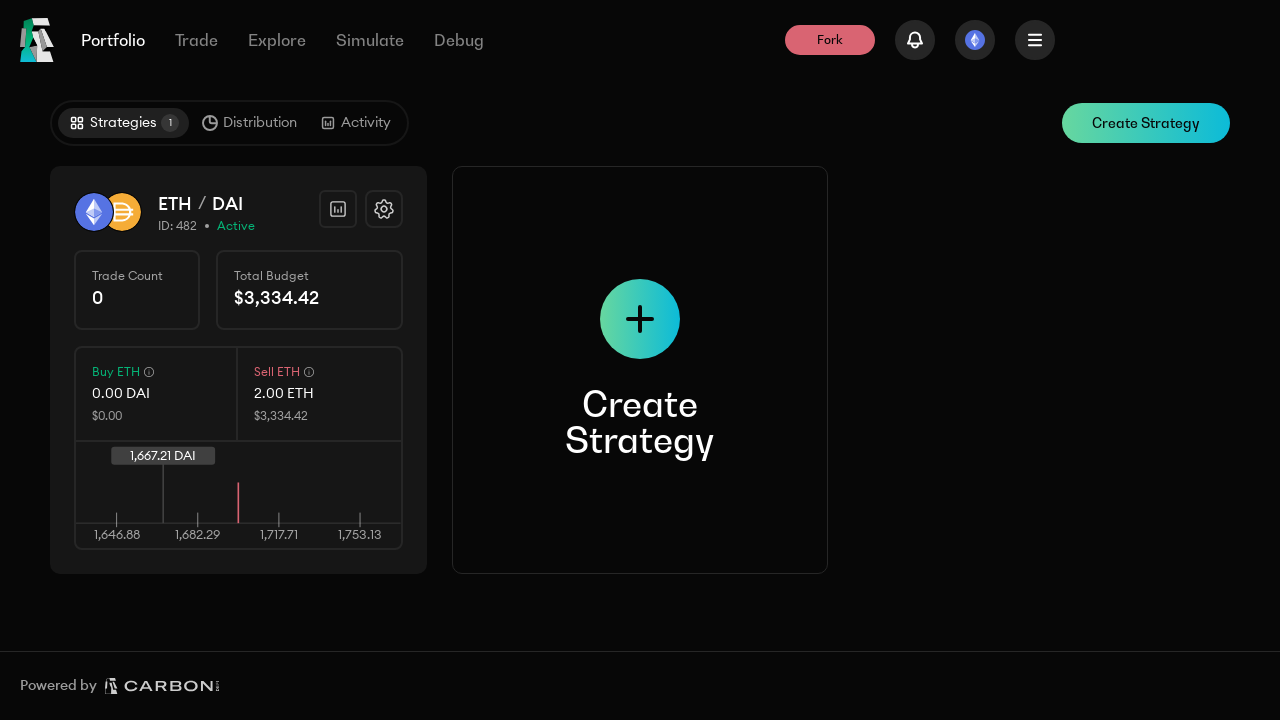 Portfolio
Trade
Explore
Simulate
Debug
Fork
Strategies 1
Distribution
Activity
Create Strategy
ETH / DAI
ID: 482 • Active
Trade Count
0
Total Budget
$3,334.42
Buy ETH
0.00 DAI
$0.00
Sell ETH
2.00 ETH
$3,334.42
1,667.21 DAI
1,646.88
1,682.29
1,717.71
1,753.13
Create
Strategy
Powered by CARBON